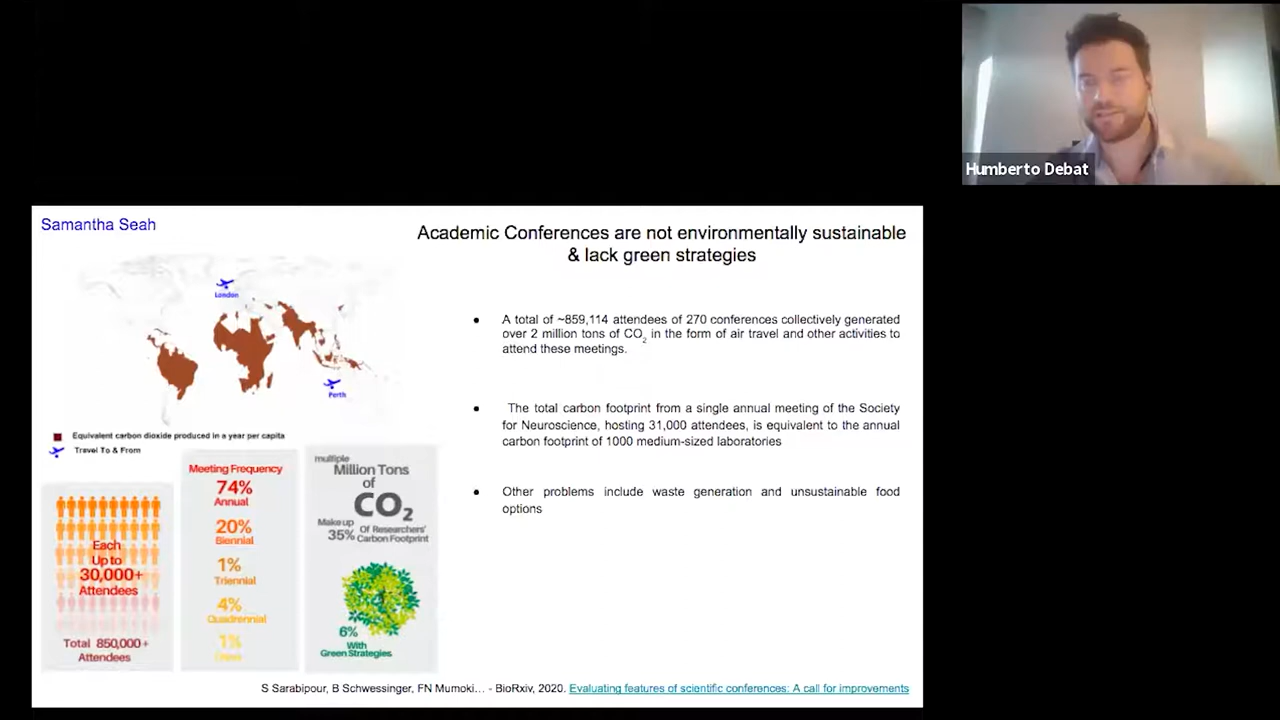 Humberto Debat
Samantha Seah
Academic Conferences are not environmentally sustainable
& lack green strategies
London
Perth
Equivalent carbon dioxide produced in a year per capita
Travel To & From
● A total of ~859,114 attendees of 270 conferences collectively generated
over 2 million tons of CO2 in the form of air travel and other activities to
attend these meetings.
● The total carbon footprint from a single annual meeting of the Society
for Neuroscience, hosting 31,000 attendees, is equivalent to the annual
carbon footprint of 1000 medium-sized laboratories
● Other problems include waste generation and unsustainable food
options
Each
Up to
30,000+
Attendees
Total 850,000+
Attendees
Meeting Frequency
74%
Annual
20%
Biennial
1%
Triennial
4%
Quadrennial
1%
multiple
Million Tons
of
CO2
Make up
35% Of Researchers'
Carbon Footprint
6%
With
Green Strategies
S Sarabipour, B Schwessinger, FN Mumoki... - BioRxiv, 2020. Evaluating features of scientific conferences: A call for improvements